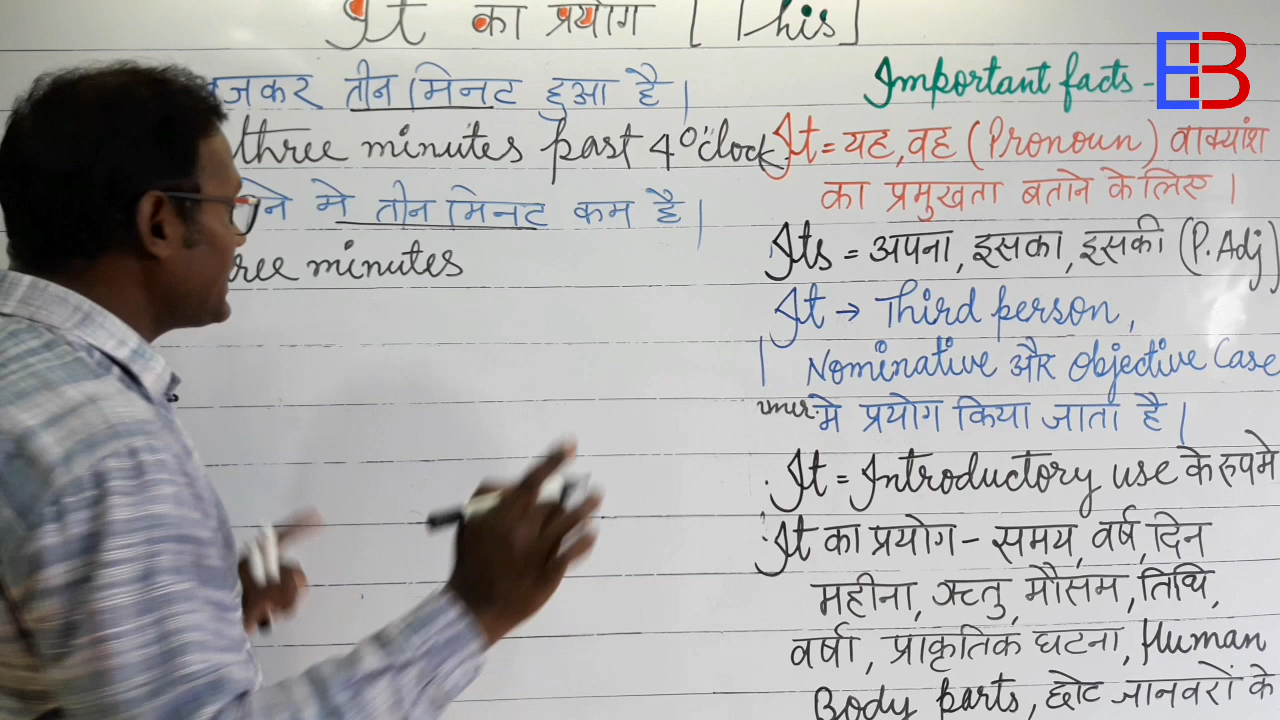 It का प्रयोग [This]
तीन मिनट हुआ है।
three minutes past 4 O'clock
मे तीन मिनट कम है।
minutes
EB
Important facts -
It = यह, वह (Pronoun) वाक्यांश
का प्रमुखता बताने के लिए।
Its = अपना, इसका, इसकी (P. Adj)
It → Third person,
Nominative और Objective Case
मे प्रयोग किया जाता है।
It = Introductory use के रुपमे
It का प्रयोग - समय, वर्ष, दिन
महीना, ऋतु, मौसम, तिथि,
वर्षा, प्राकृतिक घटना, Human
Body parts, छोटे जानवरों के